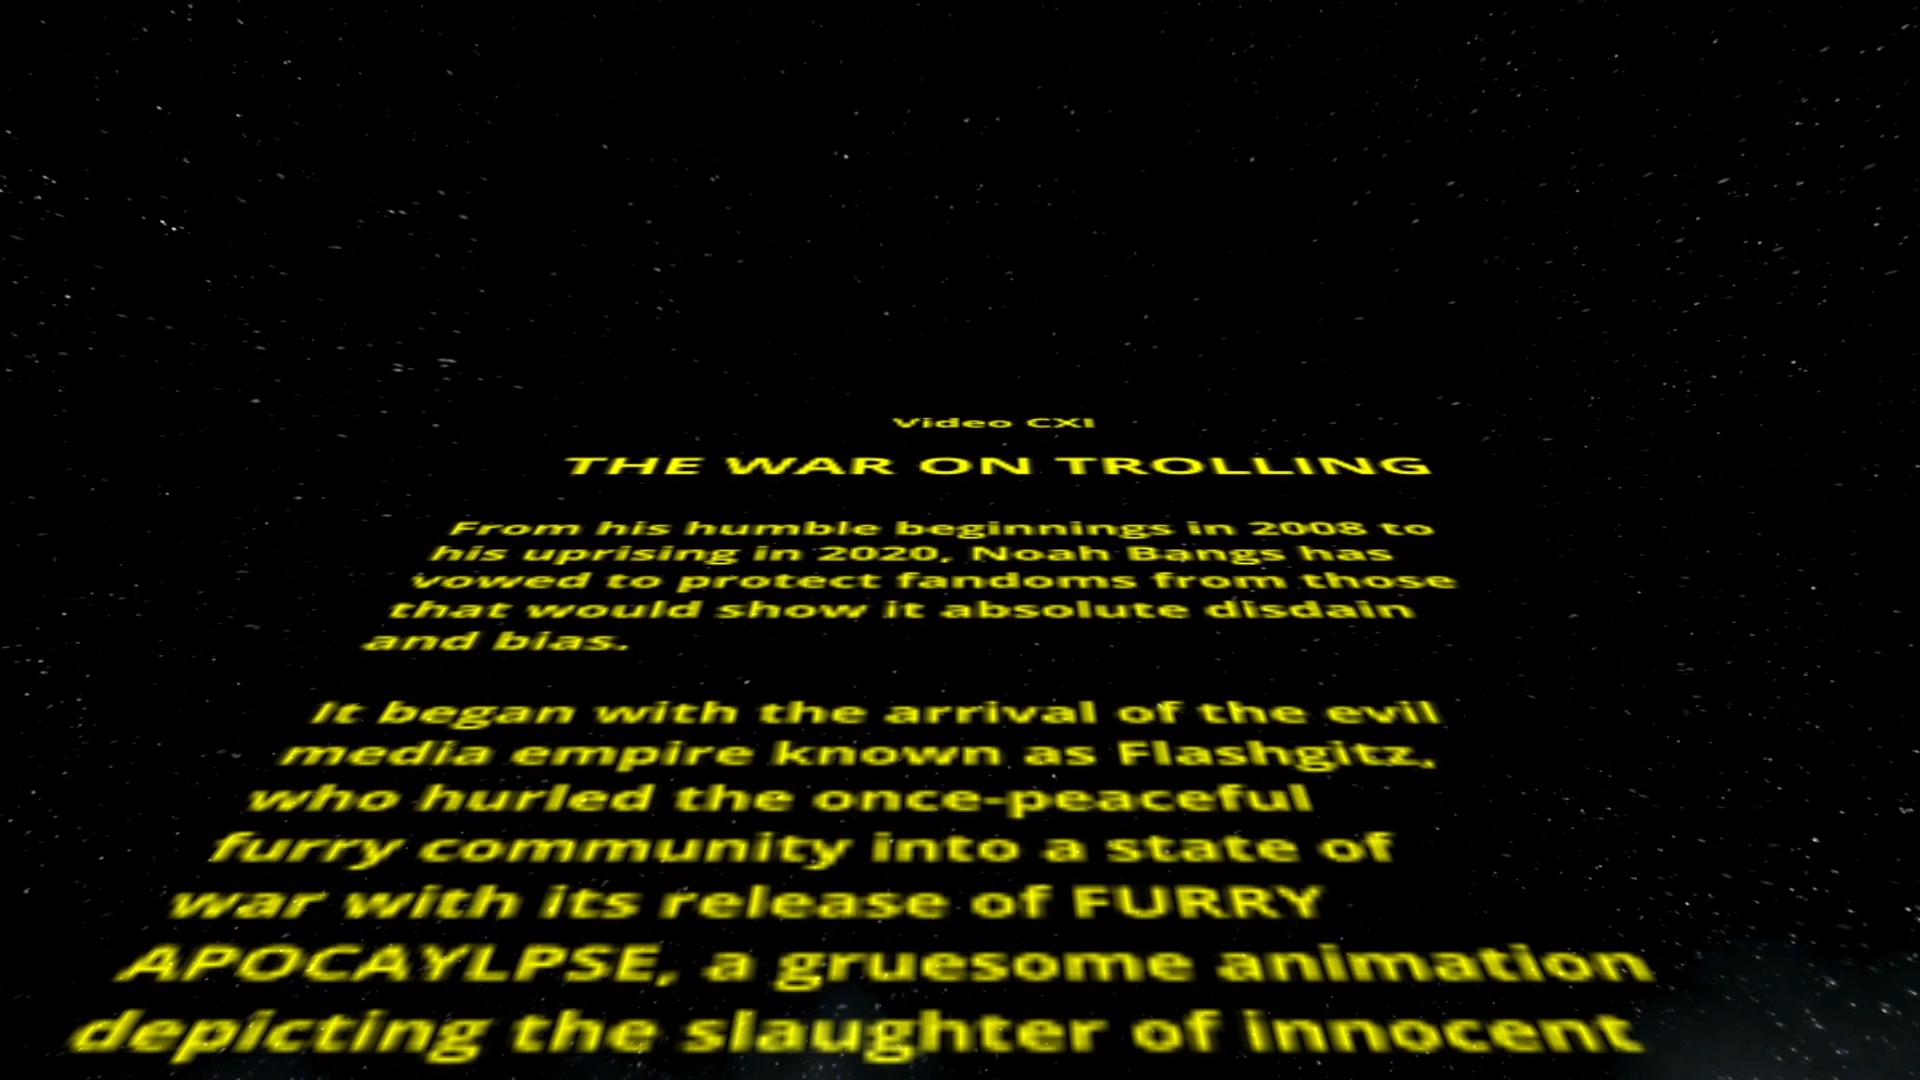 Video CXI
THE WAR ON TROLLING
From his humble beginnings in 2008 to
his uprising in 2020, Noah Bangs has
vowed to protect fandoms from those
that would show it absolute disdain
and bias.
It began with the arrival of the evil
media empire known as Flashgitz,
who hurled the once-peaceful
furry community into a state of
war with its release of FURRY
APOCAYLPSE, a gruesome animation
depicting the slaughter of innocent